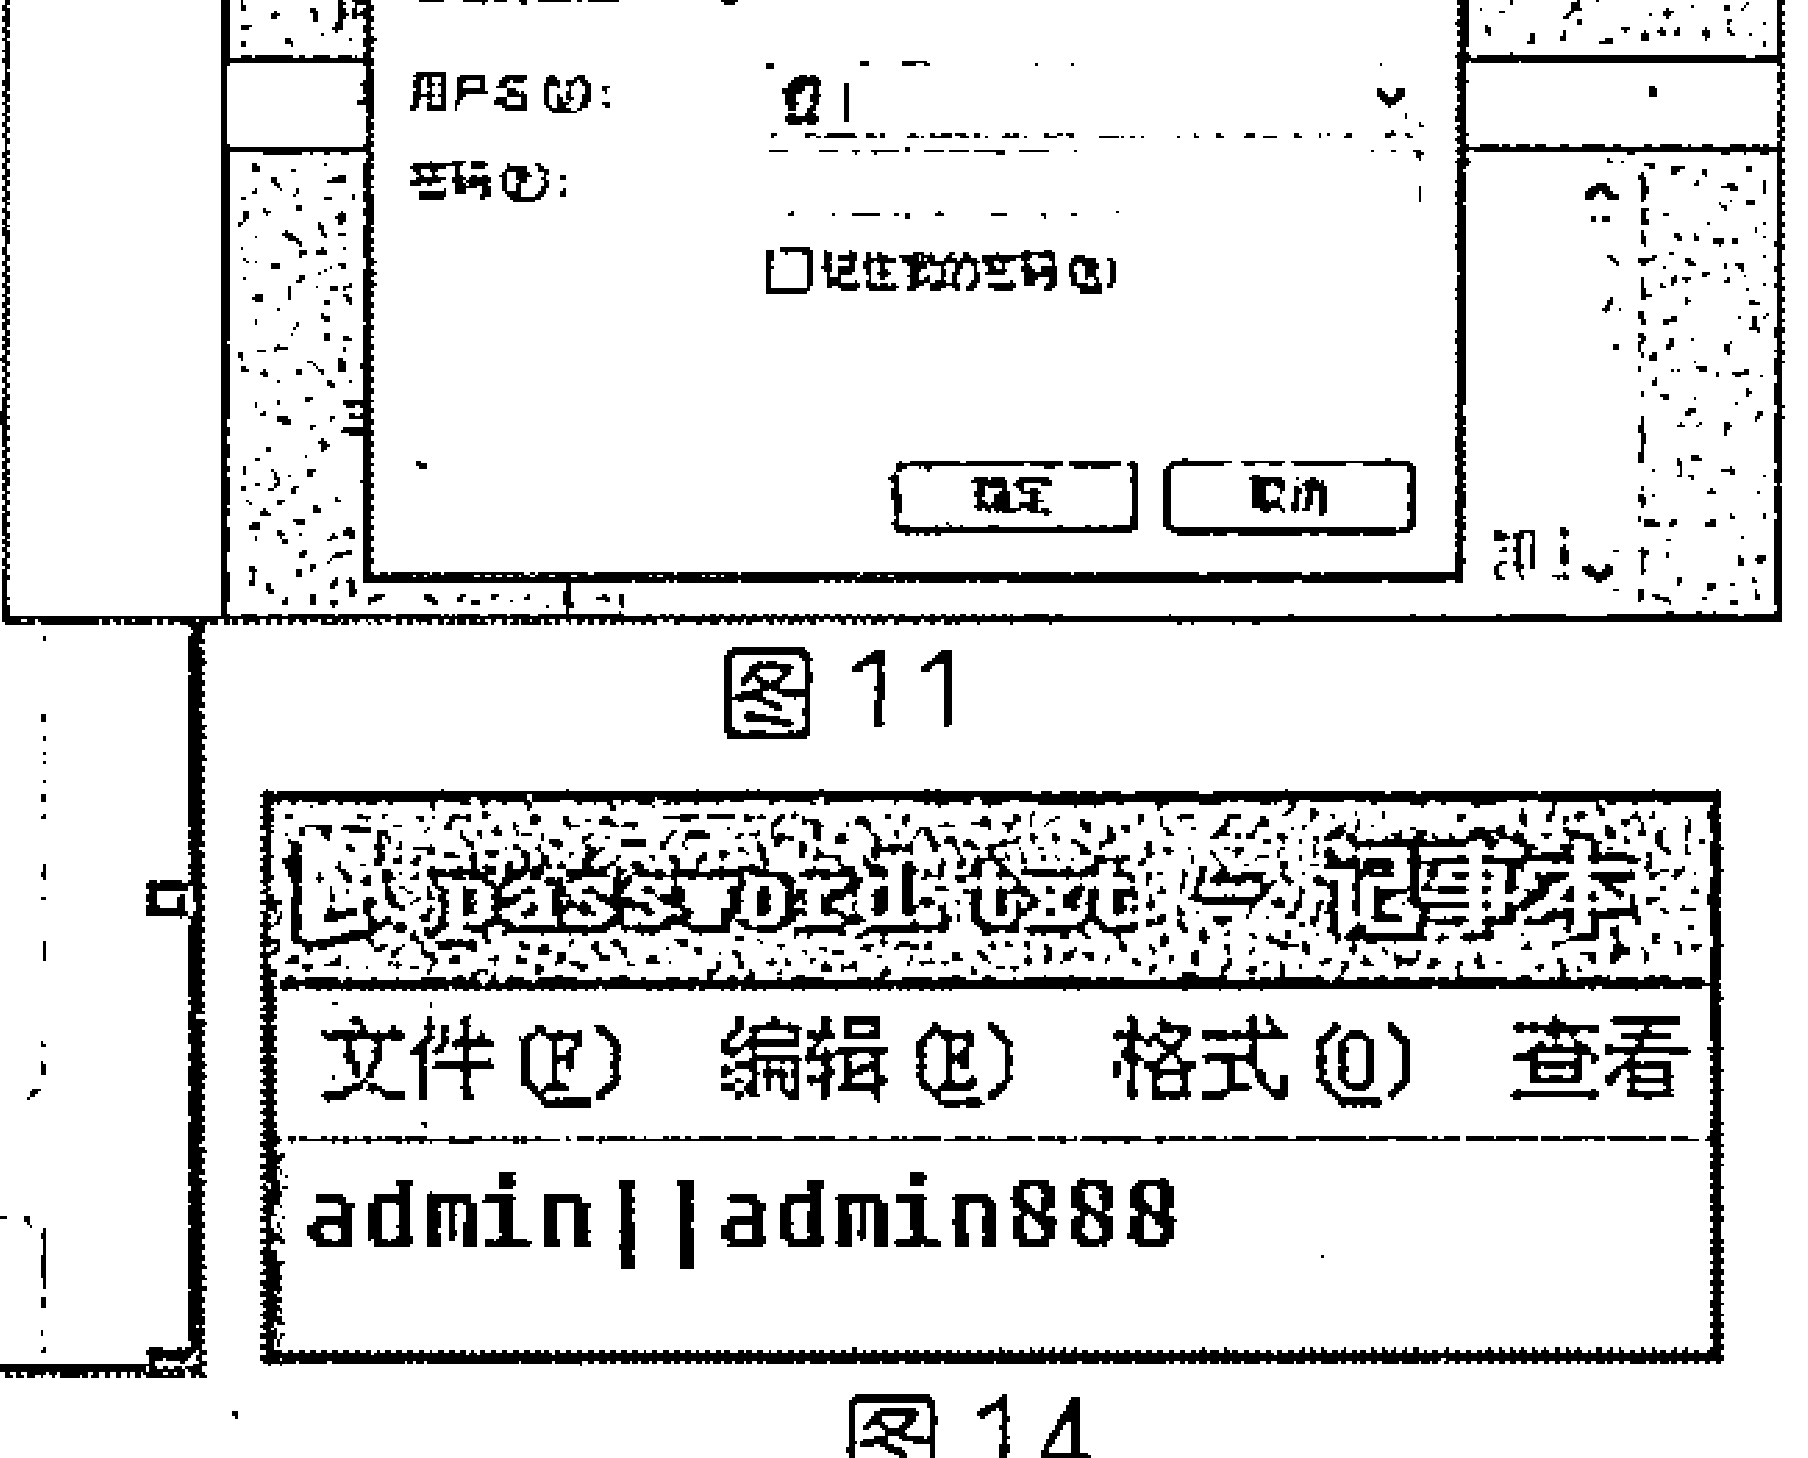 用户名(U):
密码(P):
记住我的密码(R)
确定 取消
图 11
password.txt - 记事本
文件(F) 编辑(E) 格式(O) 查看
admin||admin888
图 14